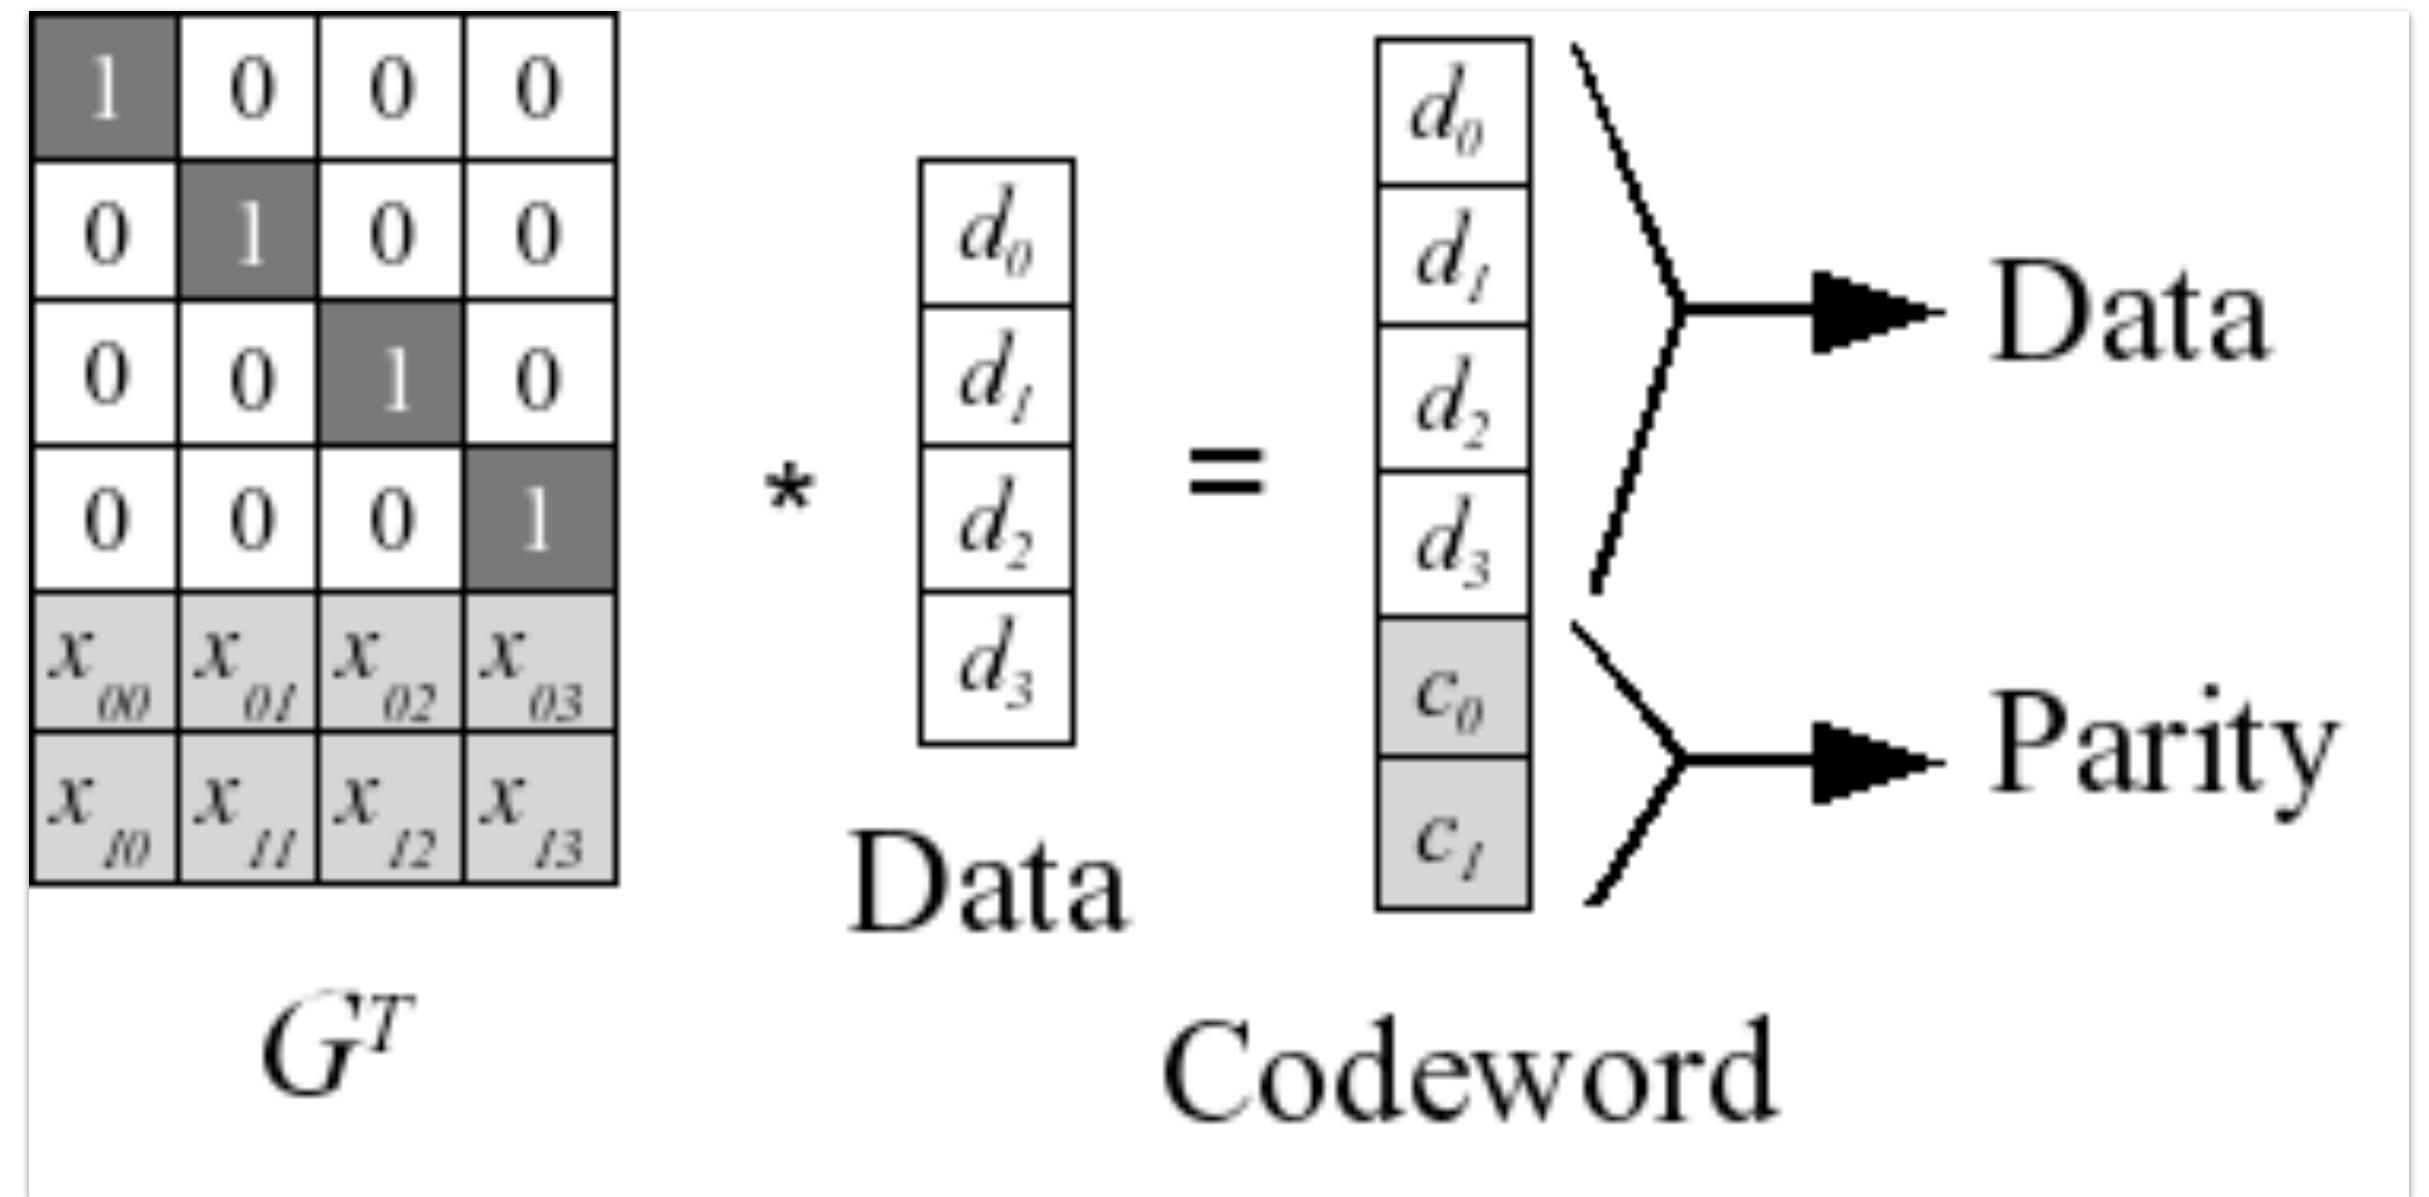 1 0 0 0
0 1 0 0
0 0 1 0
0 0 0 1
x00 x01 x02 x03
x10 x11 x12 x13
G^T
*
d0
d1
d2
d3
Data
=
d0
d1
d2
d3
c0
c1
Codeword
Data
Parity